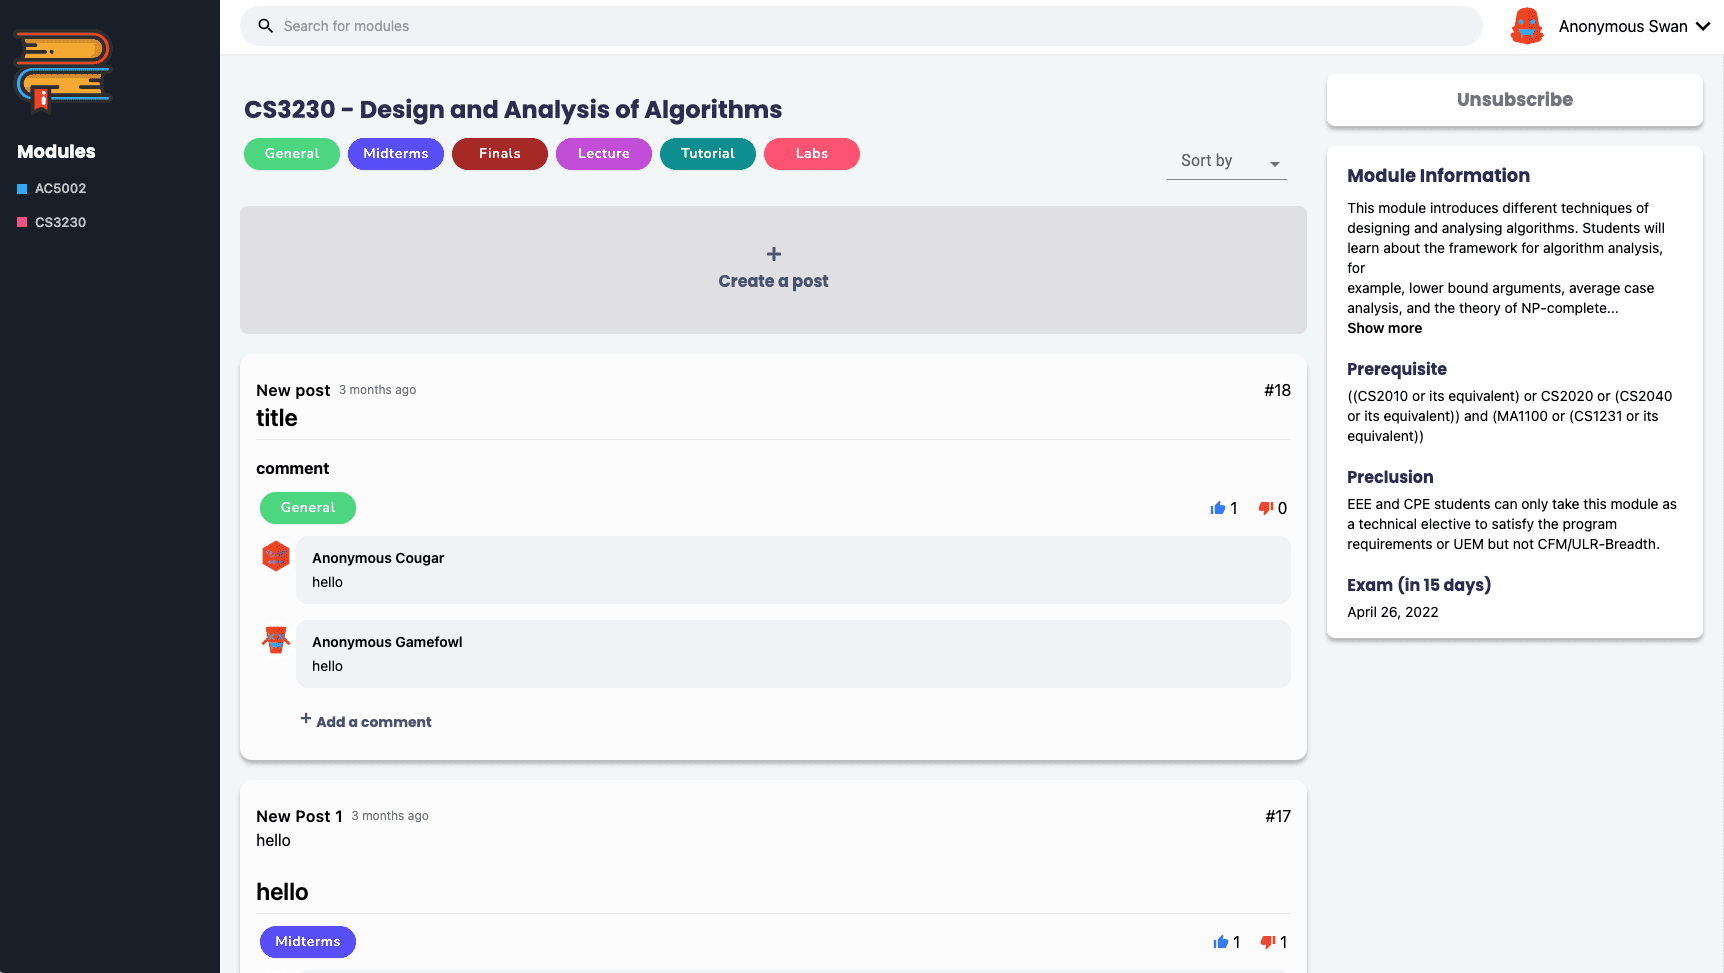 Search for modules
Anonymous Swan
Modules
AC5002
CS3230
CS3230 - Design and Analysis of Algorithms
General Midterms Finals Lecture Tutorial Labs
Sort by
+
Create a post
New post 3 months ago #18
title
comment
General
1 0
Anonymous Cougar
hello
Anonymous Gamefowl
hello
+ Add a comment
New Post 1 3 months ago #17
hello
hello
Midterms
1 1
Unsubscribe
Module Information
This module introduces different techniques of
designing and analysing algorithms. Students will
learn about the framework for algorithm analysis,
for
example, lower bound arguments, average case
analysis, and the theory of NP-complete...
Show more
Prerequisite
((CS2010 or its equivalent) or CS2020 or (CS2040
or its equivalent)) and (MA1100 or (CS1231 or its
equivalent))
Preclusion
EEE and CPE students can only take this module as
a technical elective to satisfy the program
requirements or UEM but not CFM/ULR-Breadth.
Exam (in 15 days)
April 26, 2022